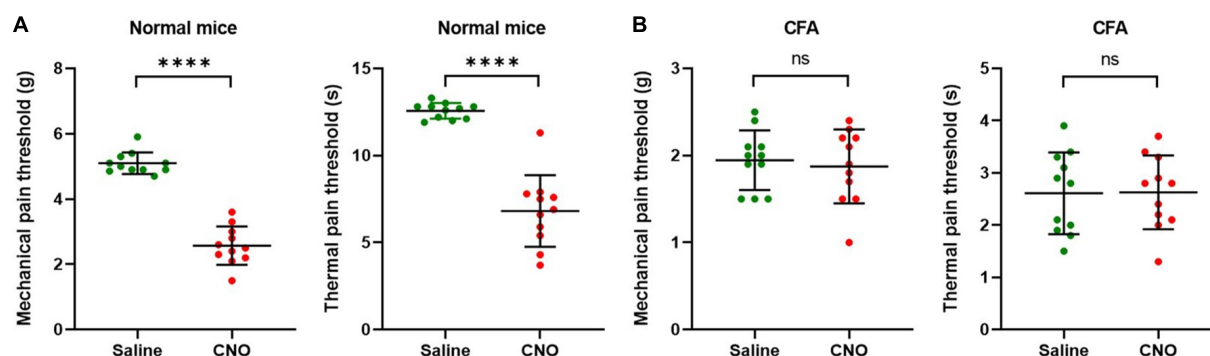 A
Normal mice
****
Mechanical pain threshold (g)
8
6
4
2
0
Saline
CNO
Normal mice
****
Thermal pain threshold (s)
15
10
5
0
Saline
CNO
B
CFA
ns
Mechanical pain threshold (g)
3
2
1
0
Saline
CNO
CFA
ns
Thermal pain threshold (s)
5
4
3
2
1
0
Saline
CNO